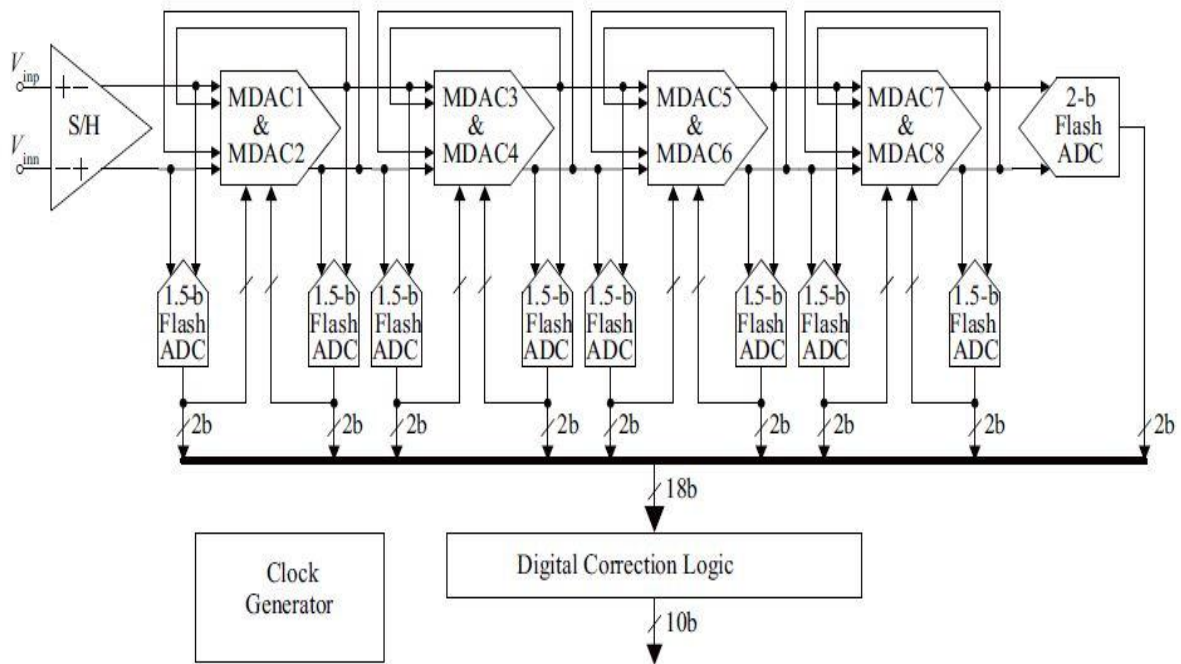 Vinp
+ −
S/H
− +
Vinn
MDAC1
&
MDAC2
MDAC3
&
MDAC4
MDAC5
&
MDAC6
MDAC7
&
MDAC8
2-b
Flash
ADC
1.5-b
Flash
ADC
1.5-b
Flash
ADC
1.5-b
Flash
ADC
1.5-b
Flash
ADC
1.5-b
Flash
ADC
1.5-b
Flash
ADC
1.5-b
Flash
ADC
1.5-b
Flash
ADC
2b
2b
2b
2b
2b
2b
2b
2b
2b
18b
Clock
Generator
Digital Correction Logic
10b